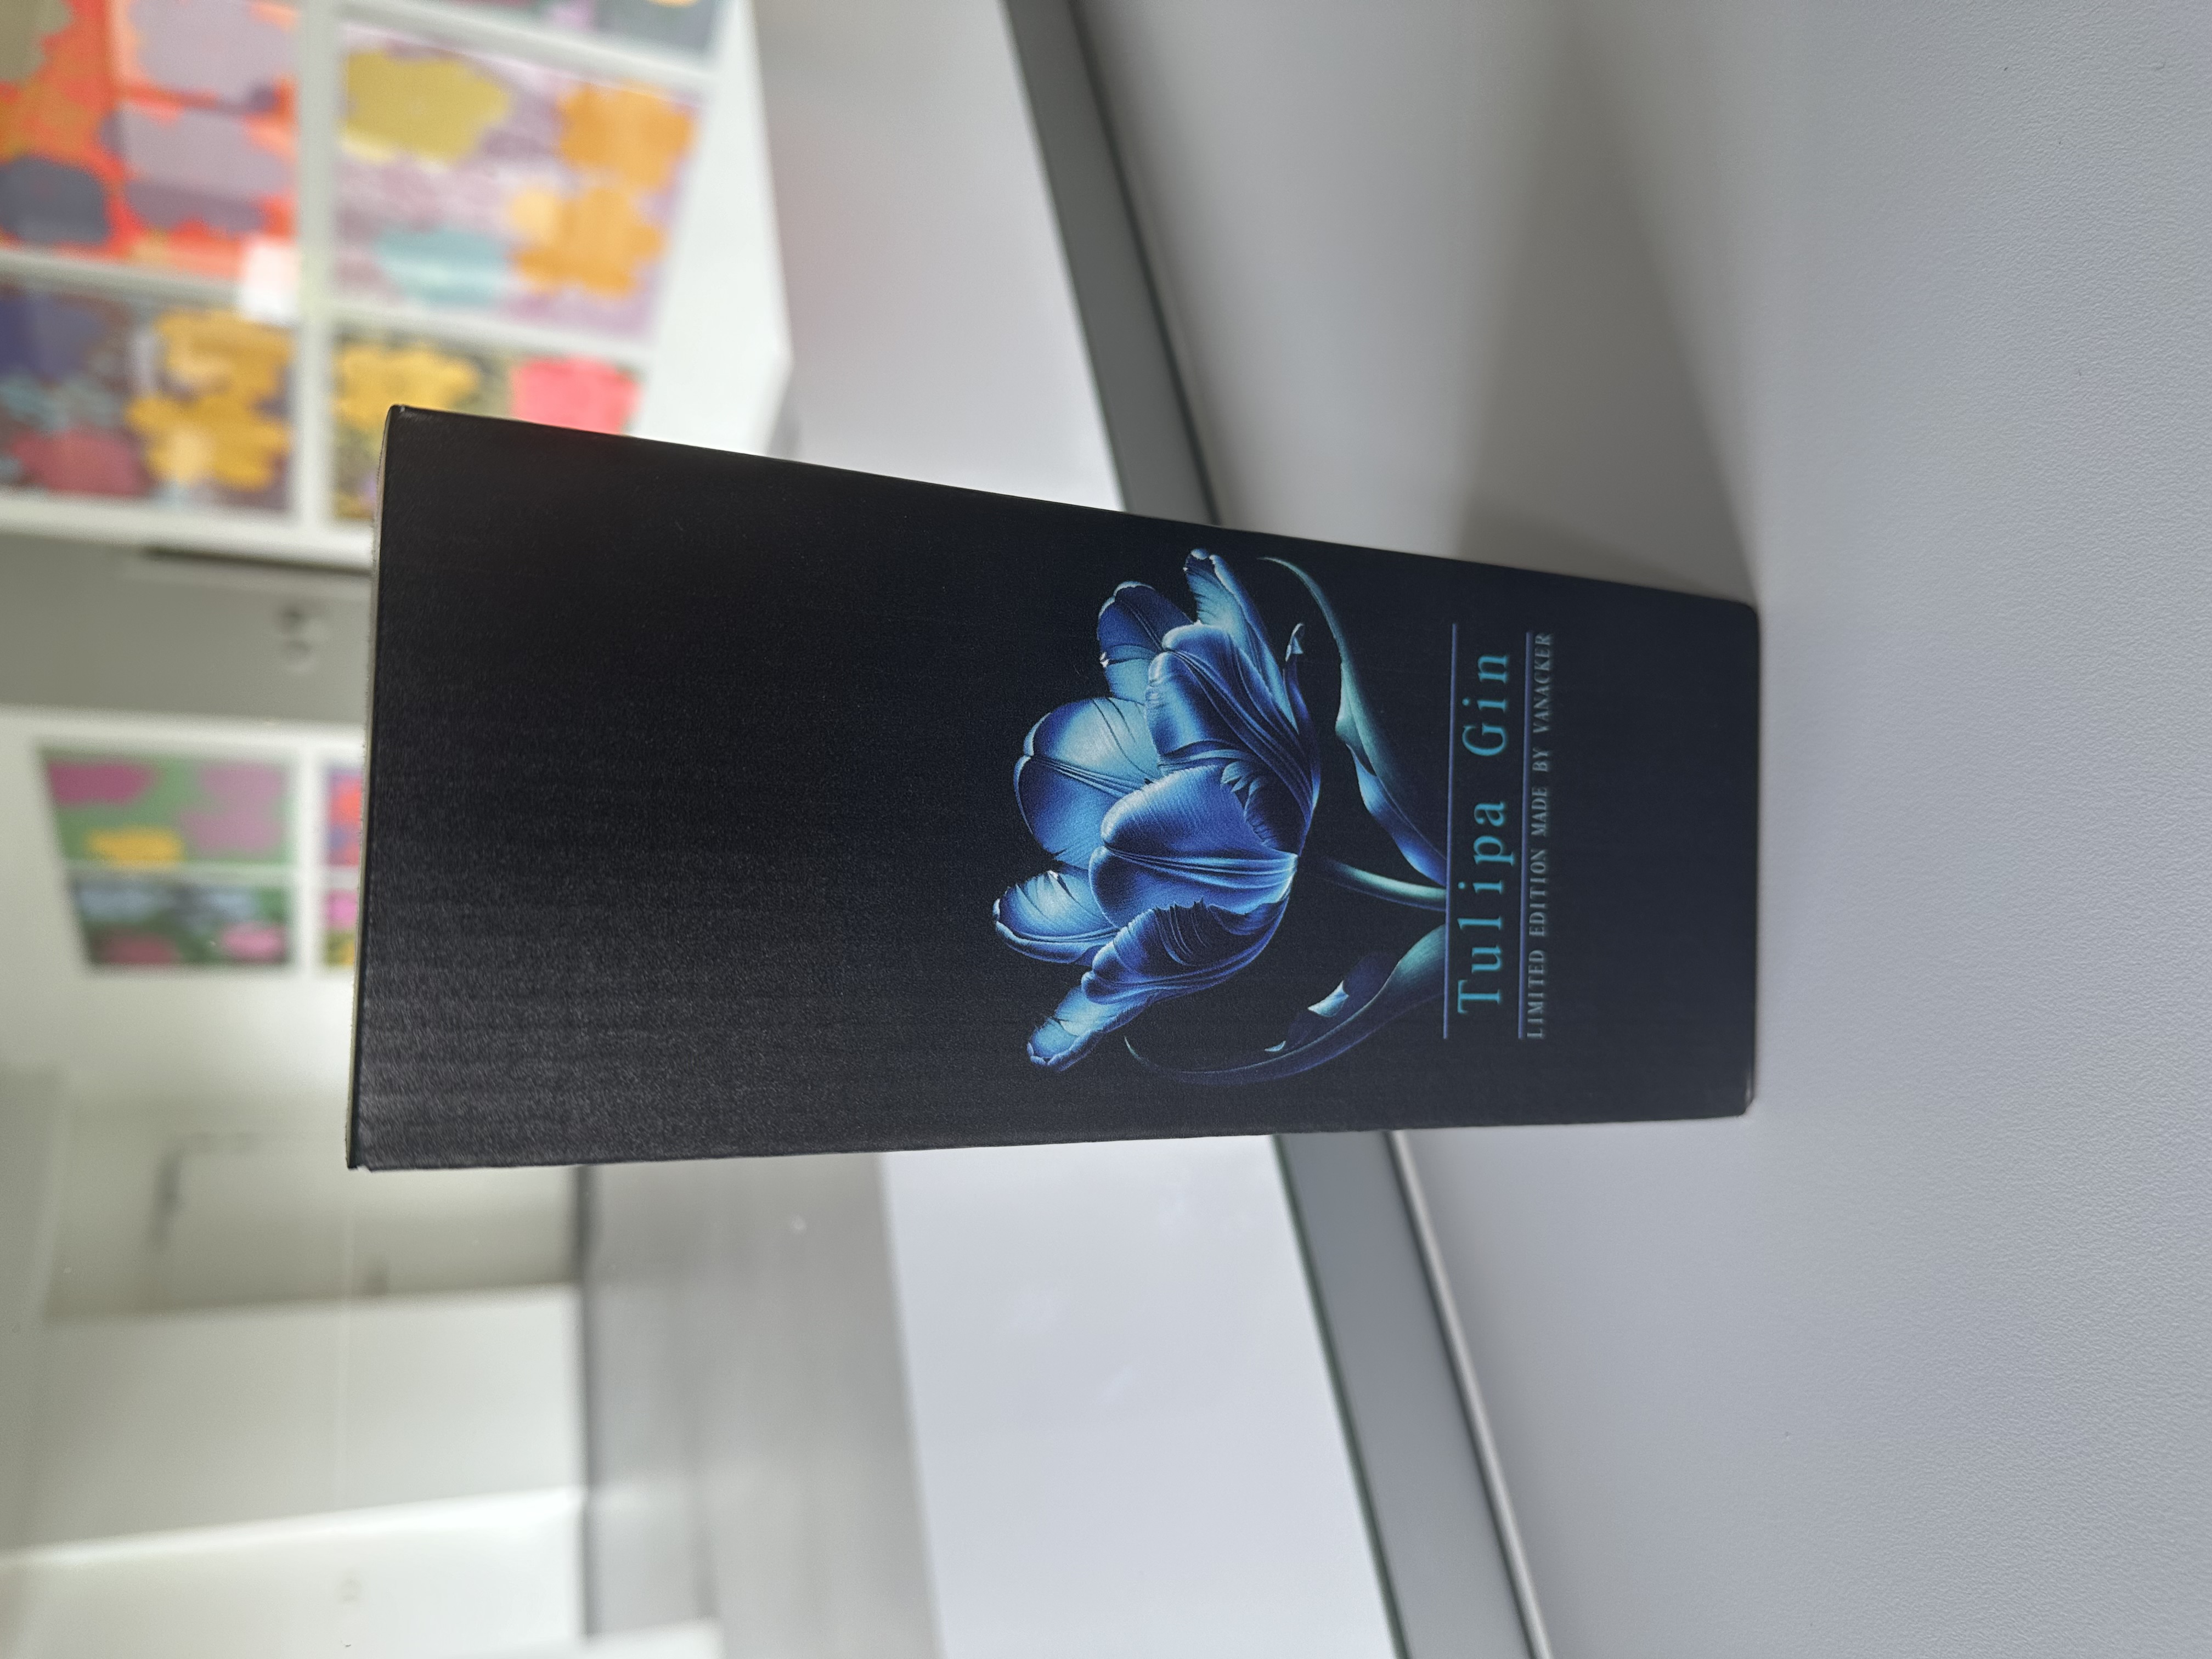 Tulipa Gin
LIMITED EDITION MADE BY VANACKER